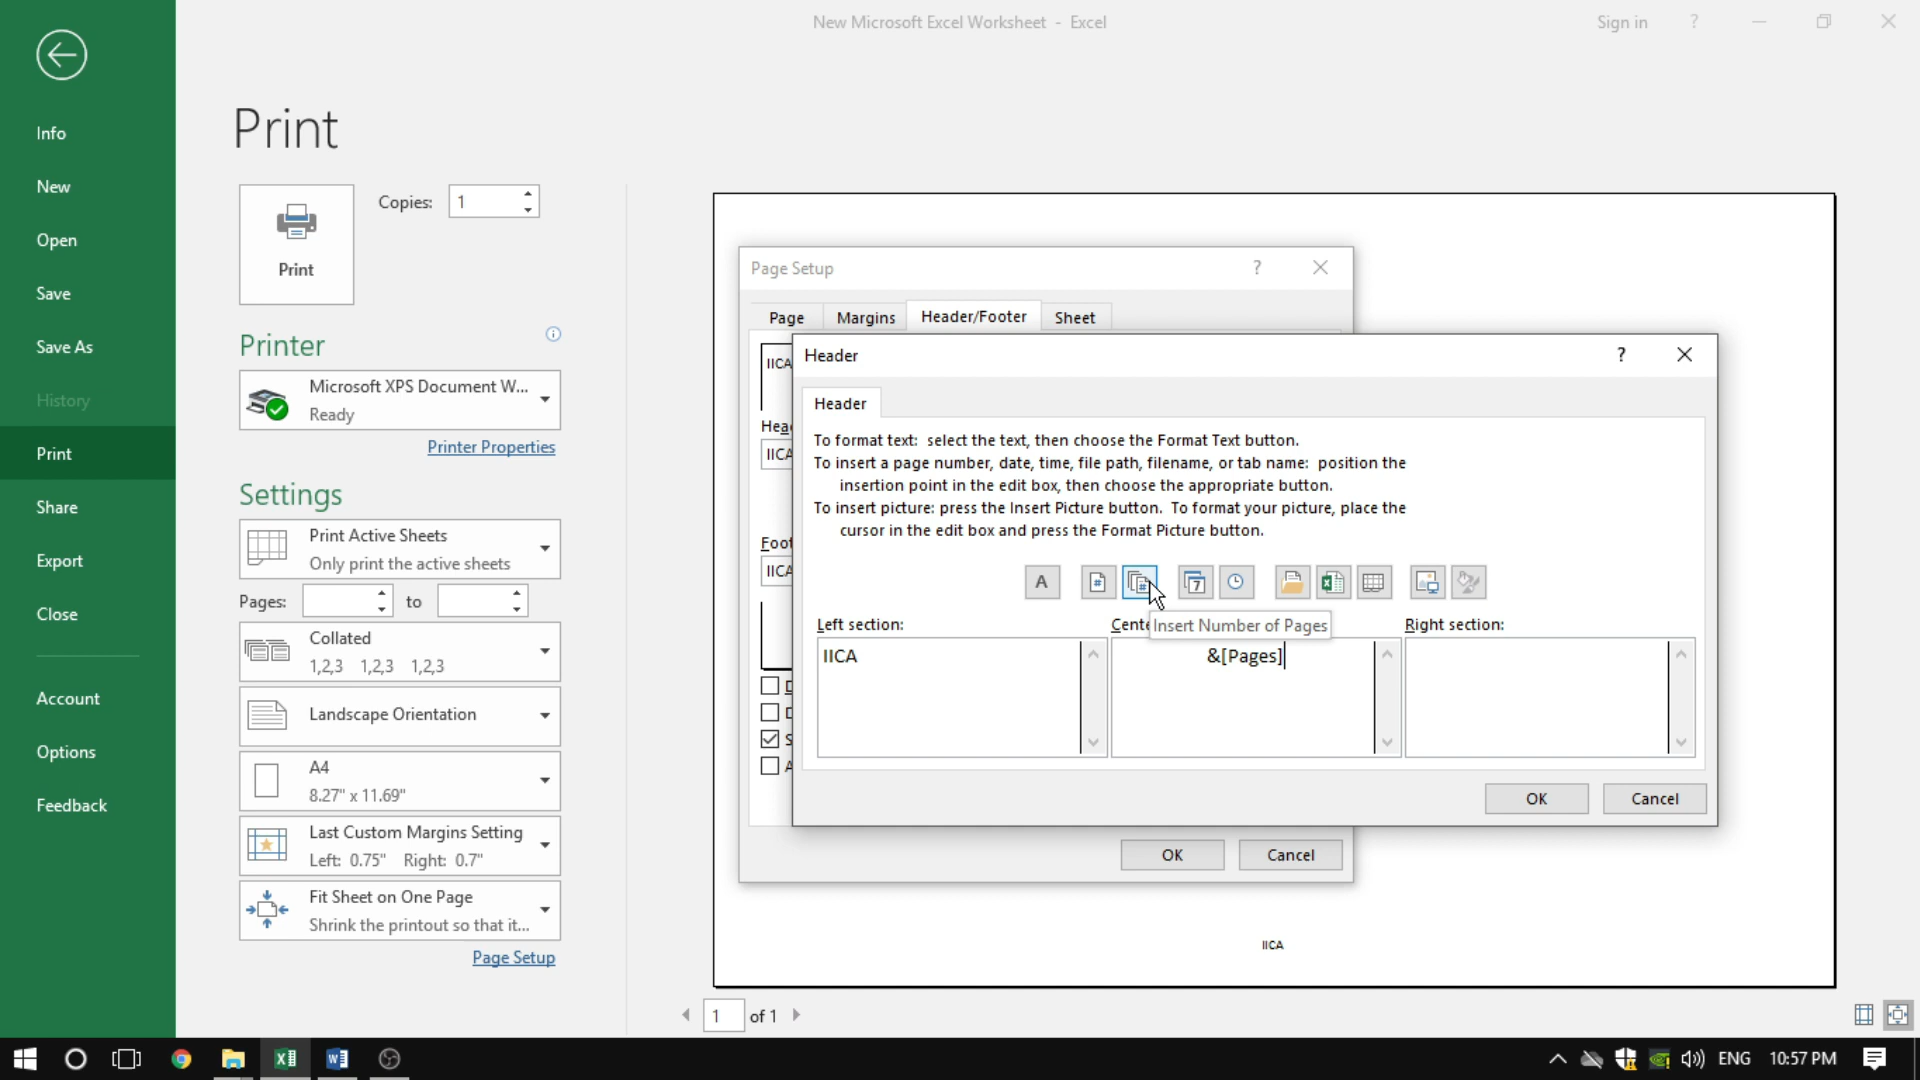 New Microsoft Excel Worksheet - Excel
Sign in
?
Info
New
Open
Save
Save As
History
Print
Share
Export
Close
Account
Options
Feedback
Print
Print
Copies: 1
Printer
Microsoft XPS Document W...
Ready
Printer Properties
Settings
Print Active Sheets
Only print the active sheets
Pages: to
Collated
1,2,3 1,2,3 1,2,3
Landscape Orientation
A4
8.27" x 11.69"
Last Custom Margins Setting
Left: 0.75" Right: 0.7"
Fit Sheet on One Page
Shrink the printout so that it...
Page Setup
Page Setup
?
Page Margins Header/Footer Sheet
IICA
IICA
IICA
Header
?
Header
To format text: select the text, then choose the Format Text button.
To insert a page number, date, time, file path, filename, or tab name: position the
insertion point in the edit box, then choose the appropriate button.
To insert picture: press the Insert Picture button. To format your picture, place the
cursor in the edit box and press the Format Picture button.
A
#
#
7
Insert Number of Pages
Left section: Right section:
IICA
&[Pages]
OK Cancel
OK Cancel
IICA
1 of 1
ENG 10:57 PM